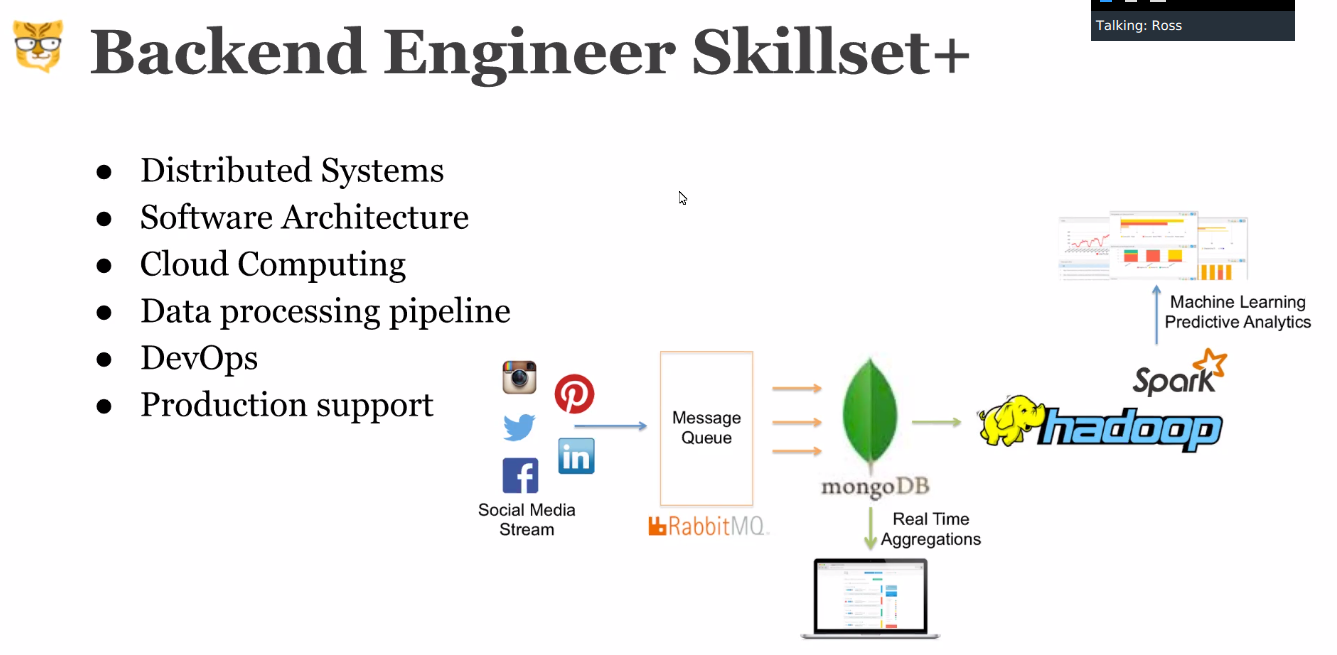 Talking: Ross
Backend Engineer Skillset+
● Distributed Systems
● Software Architecture
● Cloud Computing
● Data processing pipeline
● DevOps
● Production support
Social Media
Stream
in
Message
Queue
RabbitMQ
mongoDB
Real Time
Aggregations
hadoop
Spark
Machine Learning
Predictive Analytics